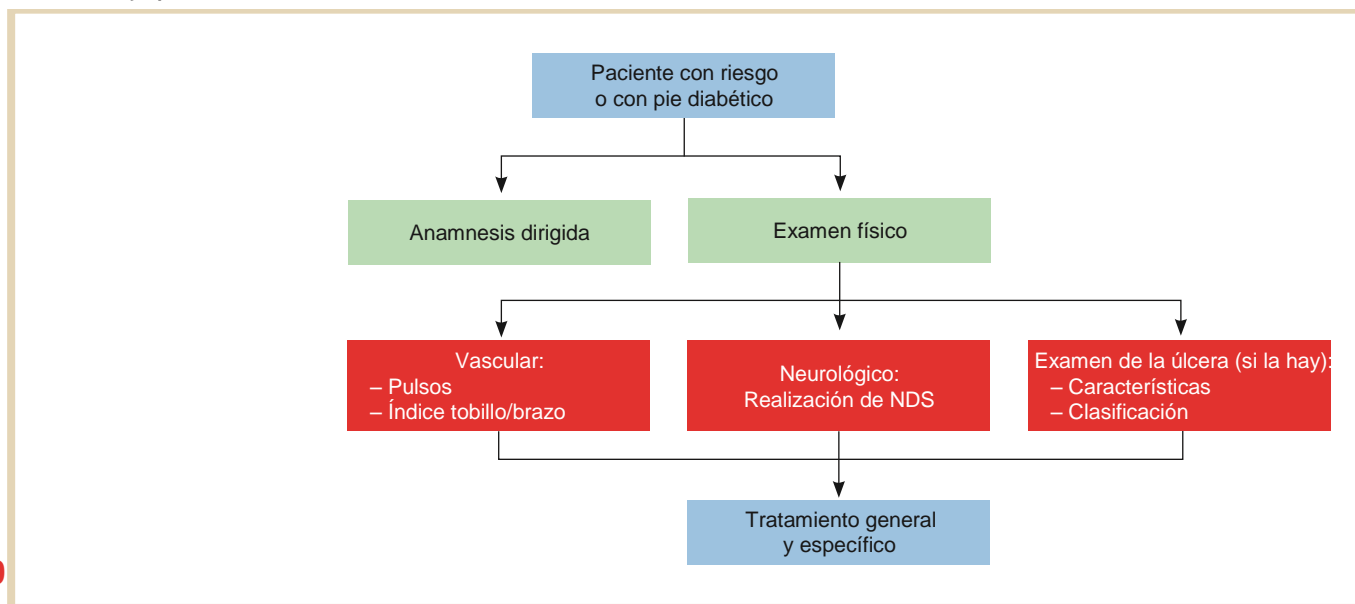 Paciente con riesgo
o con pie diabético
Anamnesis dirigida
Examen físico
Vascular:
– Pulsos
– Índice tobillo/brazo
Neurológico:
Realización de NDS
Examen de la úlcera (si la hay):
– Características
– Clasificación
Tratamiento general
y específico